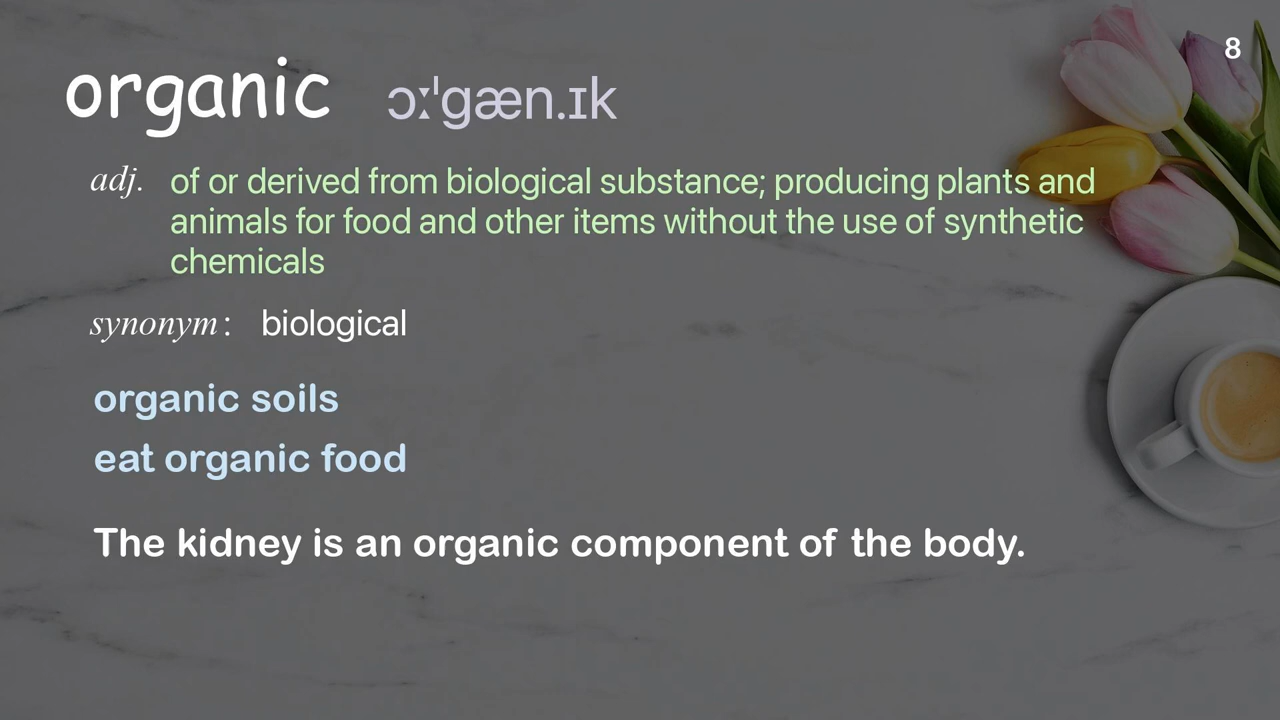 8
organic ɔːˈɡæn.ɪk
adj. of or derived from biological substance; producing plants and
animals for food and other items without the use of synthetic
chemicals
synonym: biological
organic soils
eat organic food
The kidney is an organic component of the body.